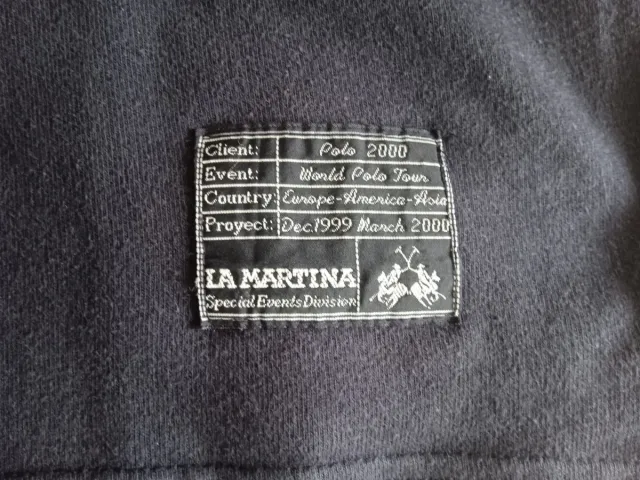 Client: Polo 2000
Event: World Polo Tour
Country: Europe-America-Asia
Proyect: Dec.1999 March 2000
LA MARTINA
Special Events Division